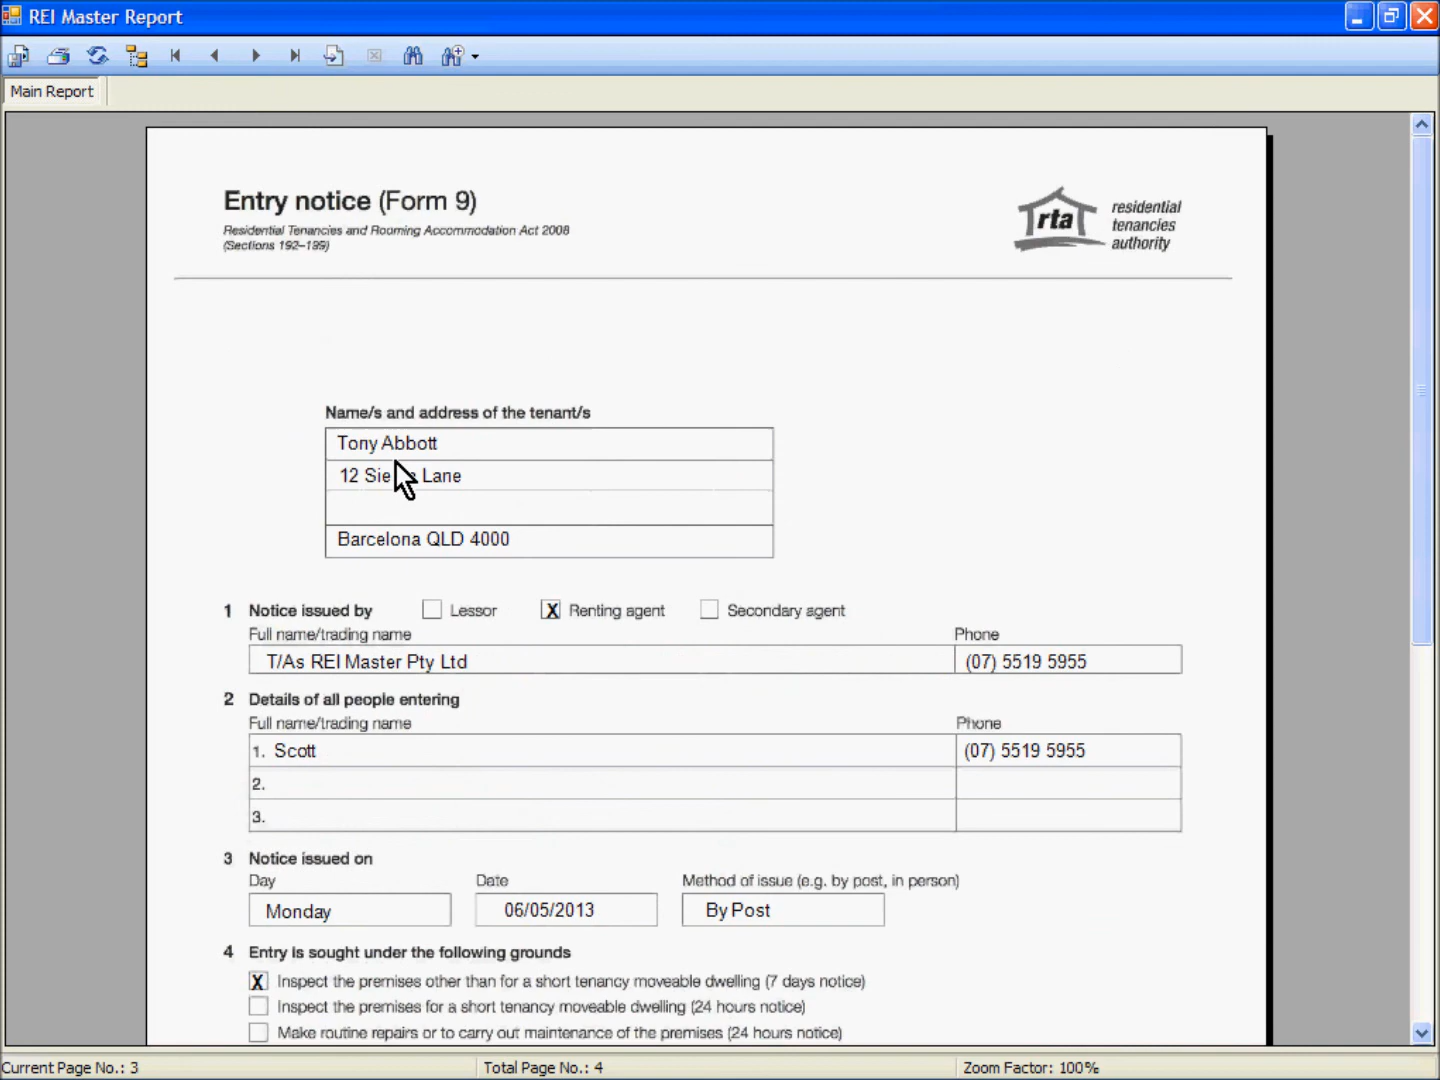 REI Master Report
Main Report
Entry notice (Form 9)
Residential Tenancies and Rooming Accommodation Act 2008
(Sections 192–199)
rta
residential
tenancies
authority
Name/s and address of the tenant/s
Tony Abbott
12 Lane
Barcelona QLD 4000
1 Notice issued by Lessor X Renting agent Secondary agent
Full name/trading name Phone
T/As REI Master Pty Ltd (07) 5519 5955
2 Details of all people entering
Full name/trading name Phone
1. Scott (07) 5519 5955
2.
3.
3 Notice issued on
Day Date Method of issue (e.g. by post, in person)
Monday 06/05/2013 By Post
4 Entry is sought under the following grounds
X Inspect the premises other than for a short tenancy moveable dwelling (7 days notice)
Inspect the premises for a short tenancy moveable dwelling (24 hours notice)
Make routine repairs or to carry out maintenance of the premises (24 hours notice)
Current Page No.: 3 Total Page No.: 4 Zoom Factor: 100%